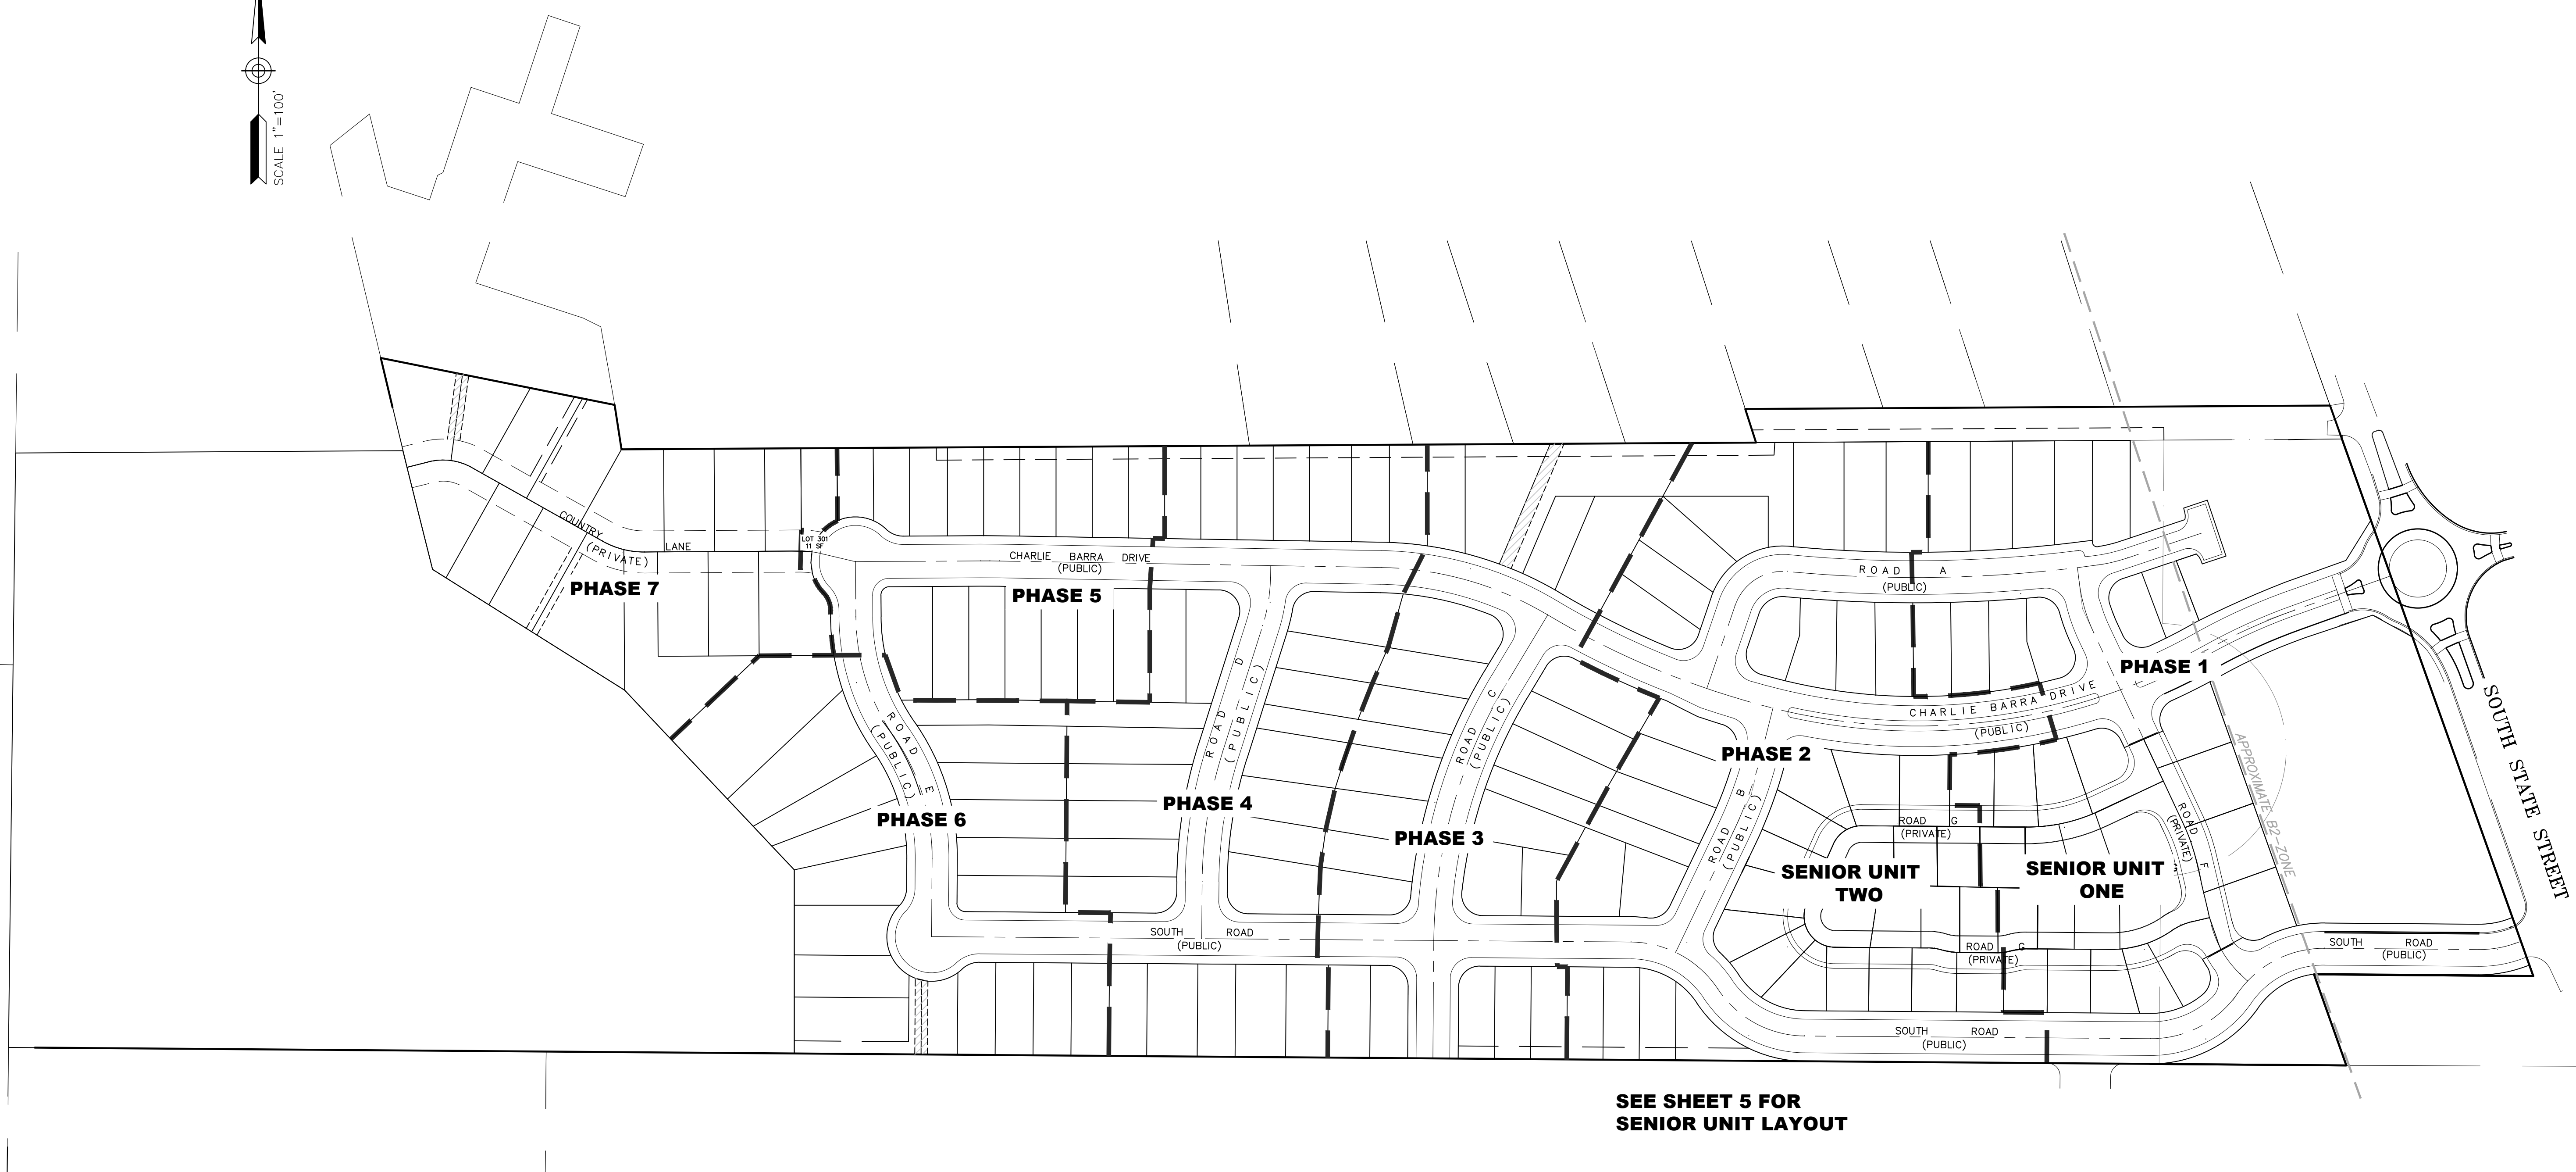 SCALE 1"=100'
COUNTRY
LANE
(PRIVATE)
PHASE 7
LOT 301
11 SF
CHARLIE BARRA DRIVE
(PUBLIC)
PHASE 5
ROAD E
(PUBLIC)
PHASE 6
ROAD D
(PUBLIC)
PHASE 4
ROAD C
(PUBLIC)
PHASE 3
SOUTH ROAD
(PUBLIC)
ROAD A
(PUBLIC)
PHASE 1
CHARLIE BARRA DRIVE
(PUBLIC)
PHASE 2
ROAD B
(PUBLIC)
ROAD G
(PRIVATE)
SENIOR UNIT
TWO
SENIOR UNIT
ONE
ROAD F
(PRIVATE)
ROAD G
(PRIVATE)
APPROXIMATE B2-ZONE
SOUTH STATE STREET
SOUTH ROAD
(PUBLIC)
SOUTH ROAD
(PUBLIC)
SEE SHEET 5 FOR
SENIOR UNIT LAYOUT